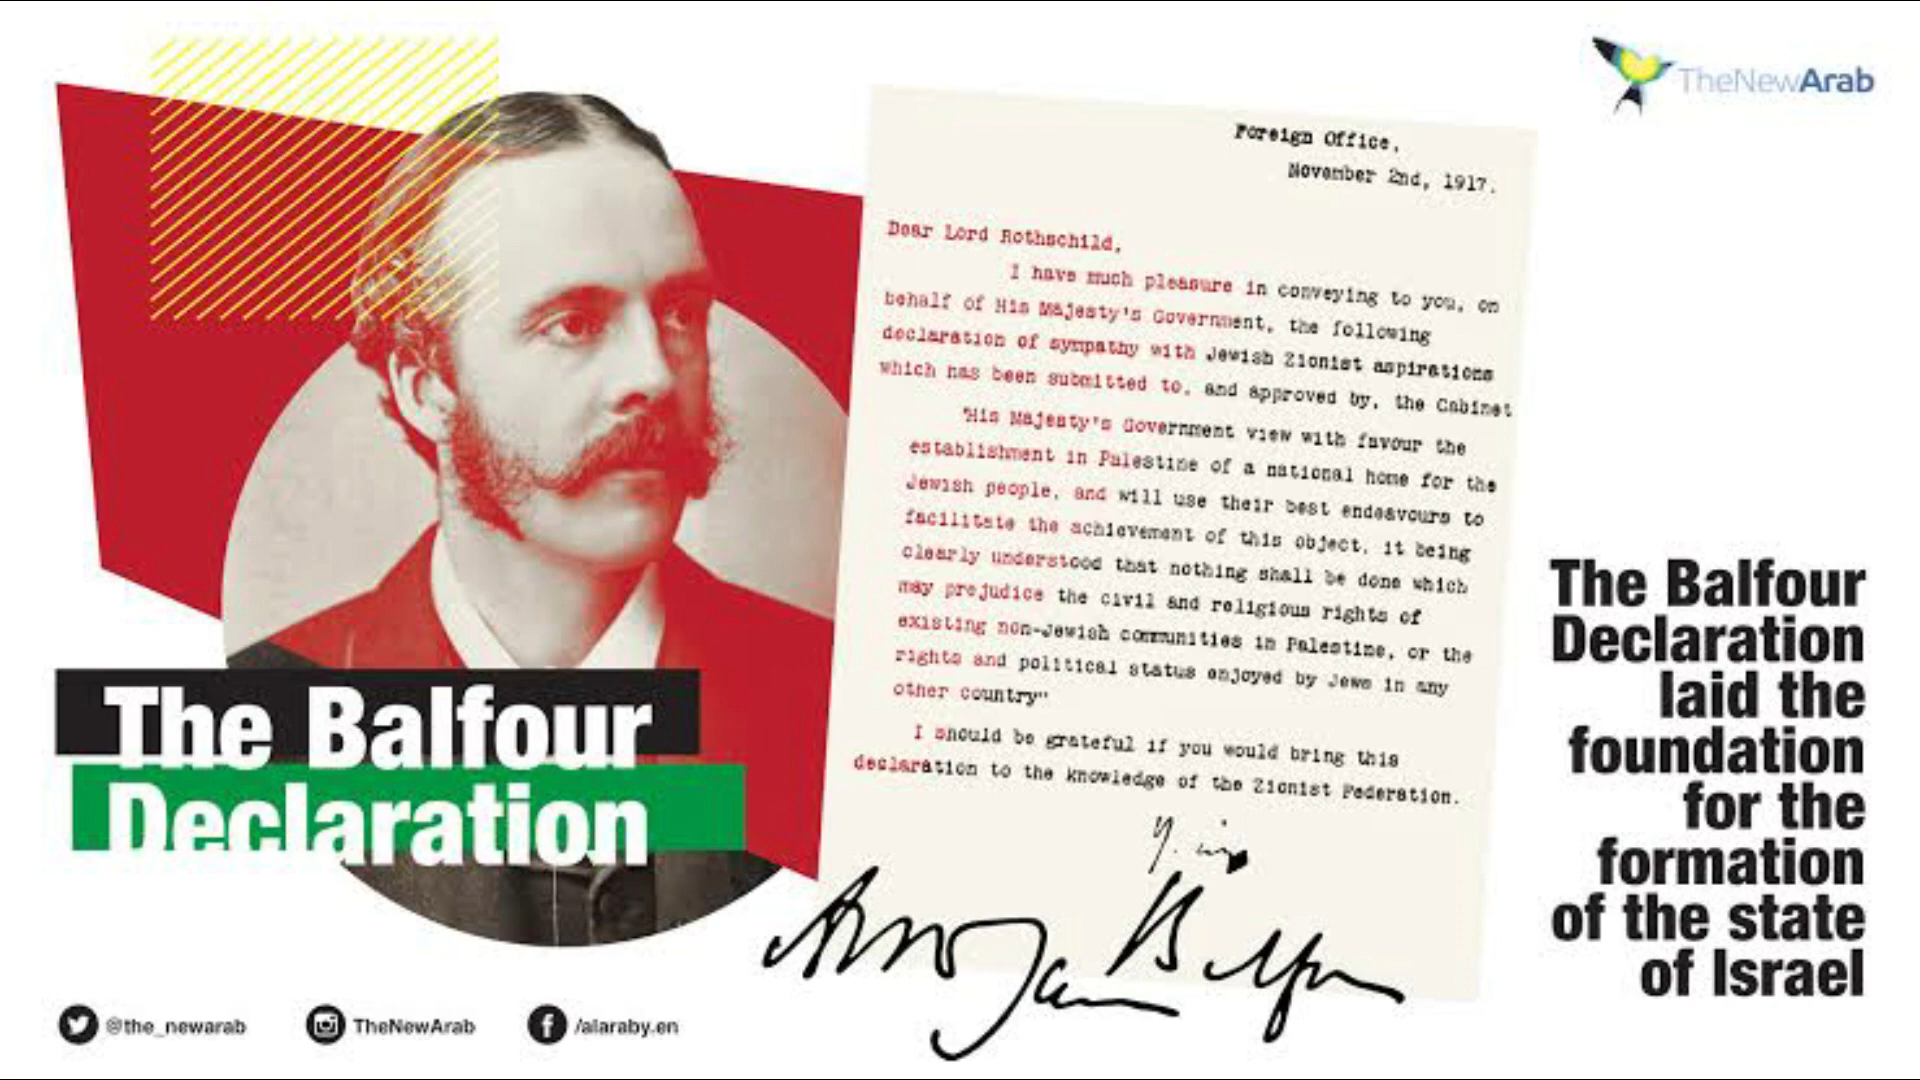 TheNewArab
Foreign Office,
November 2nd, 1917.
Dear Lord Rothschild,
I have much pleasure in conveying to you, on
behalf of His Majesty's Government, the following
declaration of sympathy with Jewish Zionist aspirations
which has been submitted to, and approved by, the Cabinet
"His Majesty's Government view with favour the
establishment in Palestine of a national home for the
Jewish people, and will use their best endeavours to
facilitate the achievement of this object, it being
clearly understood that nothing shall be done which
may prejudice the civil and religious rights of
existing non-Jewish communities in Palestine, or the
rights and political status enjoyed by Jews in any
other country"
I should be grateful if you would bring this
declaration to the knowledge of the Zionist Federation.
The Balfour
Declaration
The Balfour
Declaration
laid the
foundation
for the
formation
of the state
of Israel
@the_newarab
TheNewArab
/alaraby.en